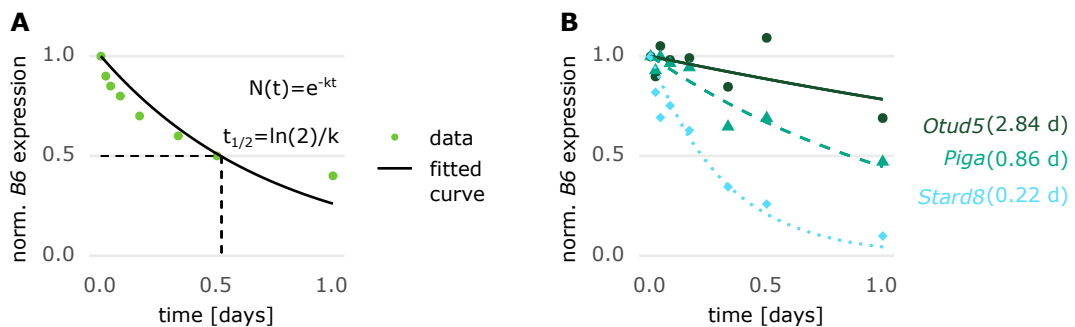 A
norm. B6 expression
1.0
0.5
0.0
0.0
0.5
1.0
time [days]
N(t)=e^-kt
t_1/2=ln(2)/k
data
fitted
curve
B
norm. B6 expression
1.0
0.5
0.0
0.0
0.5
1.0
time [days]
Otud5(2.84 d)
Piga(0.86 d)
Stard8(0.22 d)